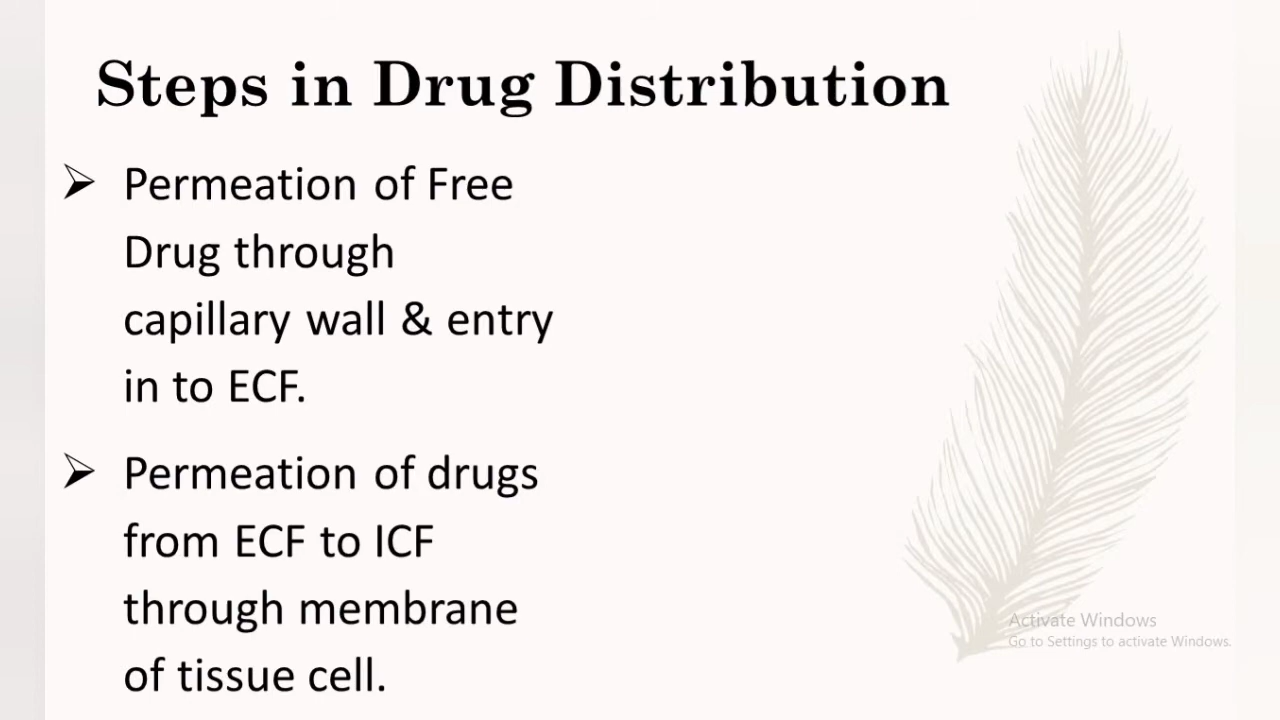 Steps in Drug Distribution
➢ Permeation of Free
Drug through
capillary wall & entry
in to ECF.
➢ Permeation of drugs
from ECF to ICF
through membrane
of tissue cell.
Activate Windows
Go to Settings to activate Windows.